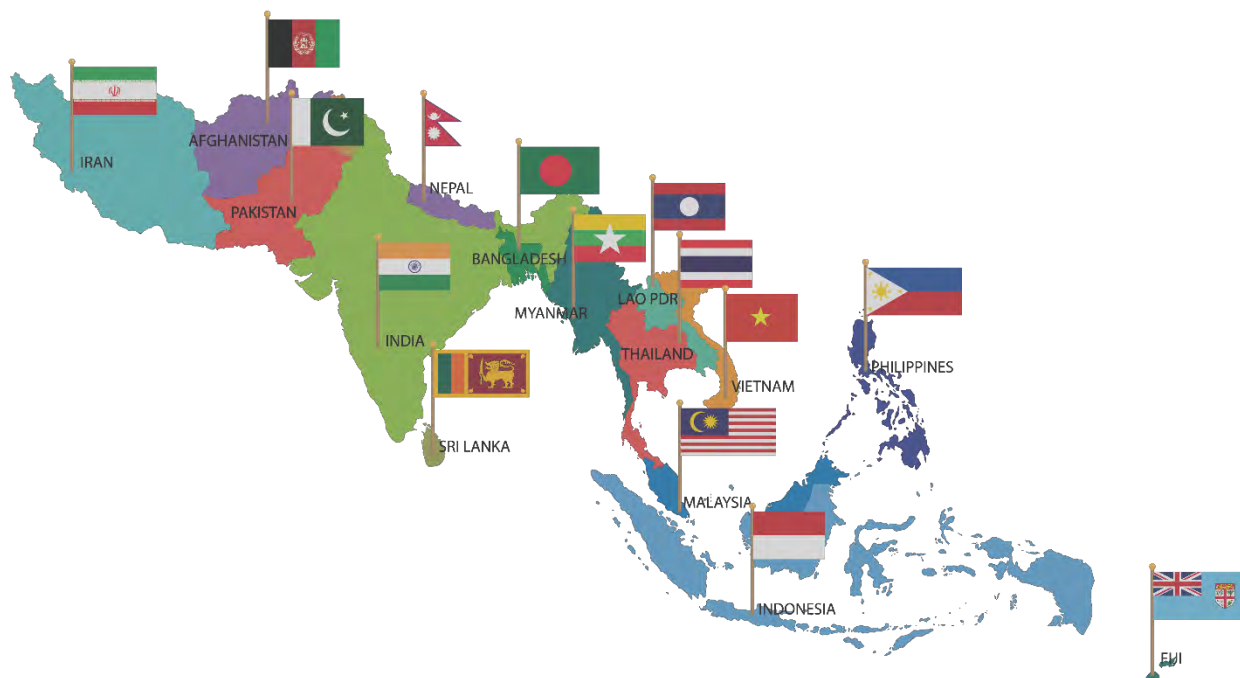 AFGHANISTAN
IRAN
NEPAL
PAKISTAN
BANGLADESH
LAO PDR
MYANMAR
INDIA
THAILAND
PHILIPPINES
VIETNAM
SRI LANKA
MALAYSIA
INDONESIA
FIJI